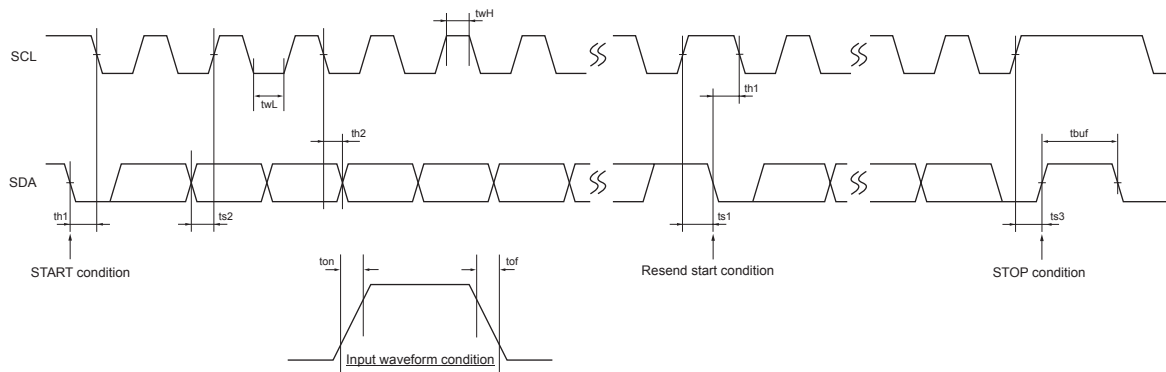 twH
SCL
twL
th1
th2
tbuf
SDA
th1
ts2
ts1
ts3
START condition
Resend start condition
STOP condition
ton
tof
Input waveform condition